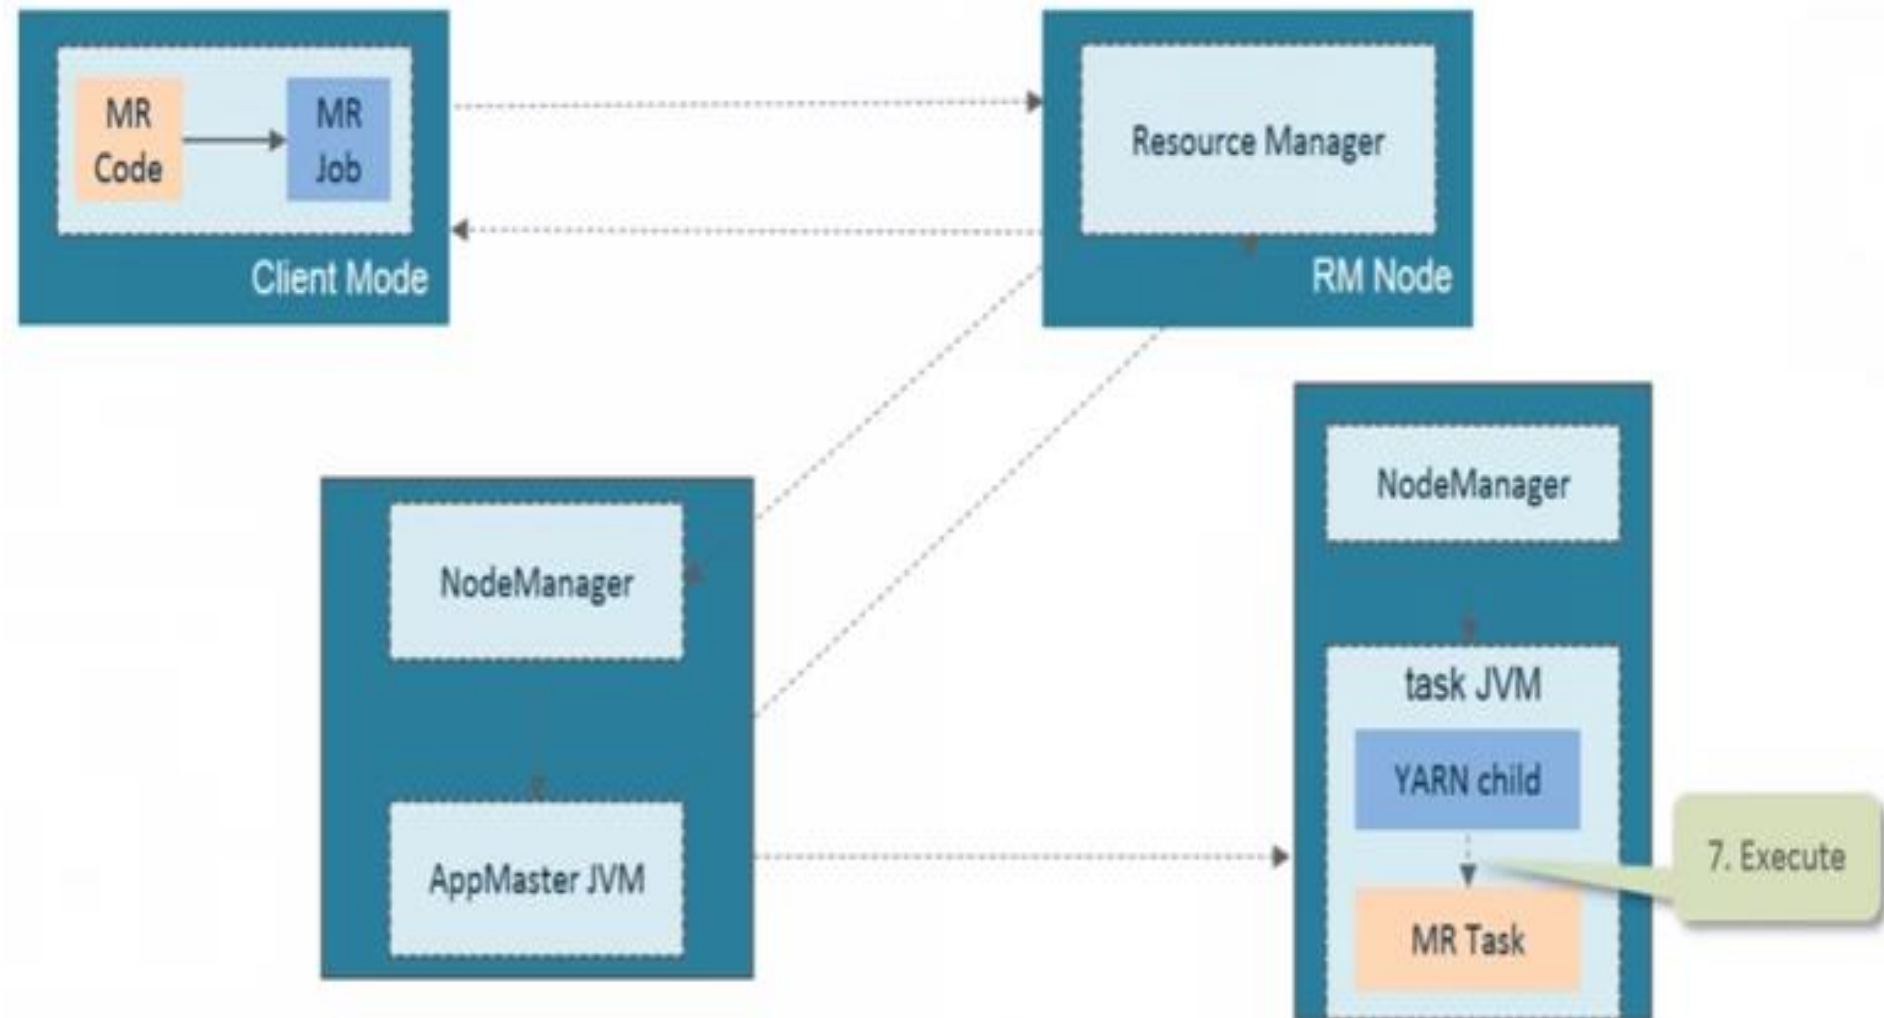 MR
Code
MR
Job
Client Mode
Resource Manager
RM Node
NodeManager
AppMaster JVM
NodeManager
task JVM
YARN child
MR Task
7. Execute